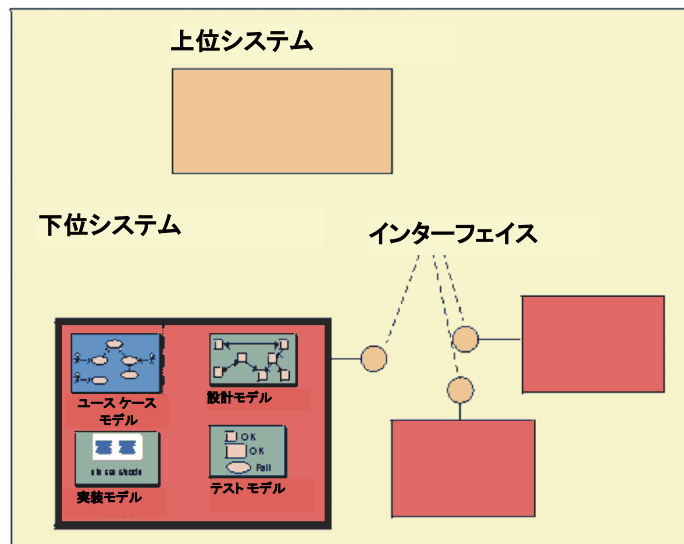 上位システム
下位システム
インターフェイス
ユース ケース
モデル
設計モデル
実装モデル
OK
OK
Fail
テスト モデル